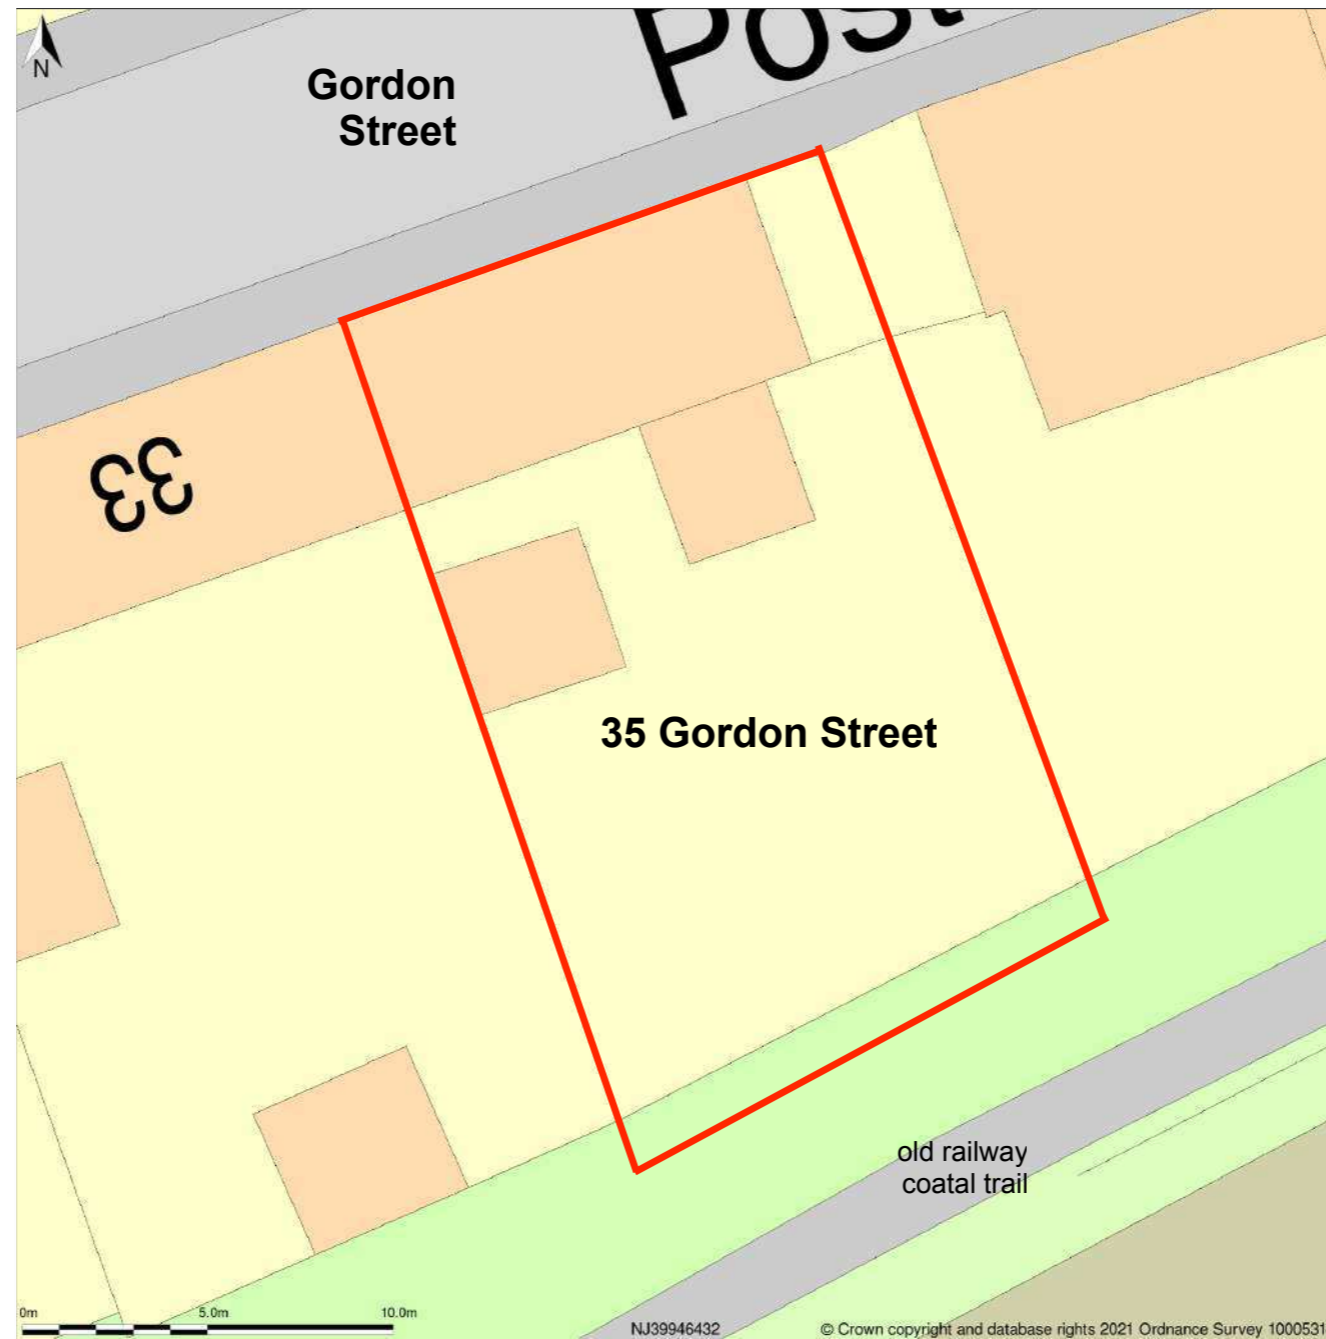 Post
N
Gordon
Street
33
35 Gordon Street
old railway
coatal trail
0m 5.0m 10.0m
NJ39946432
© Crown copyright and database rights 2021 Ordnance Survey 1000531